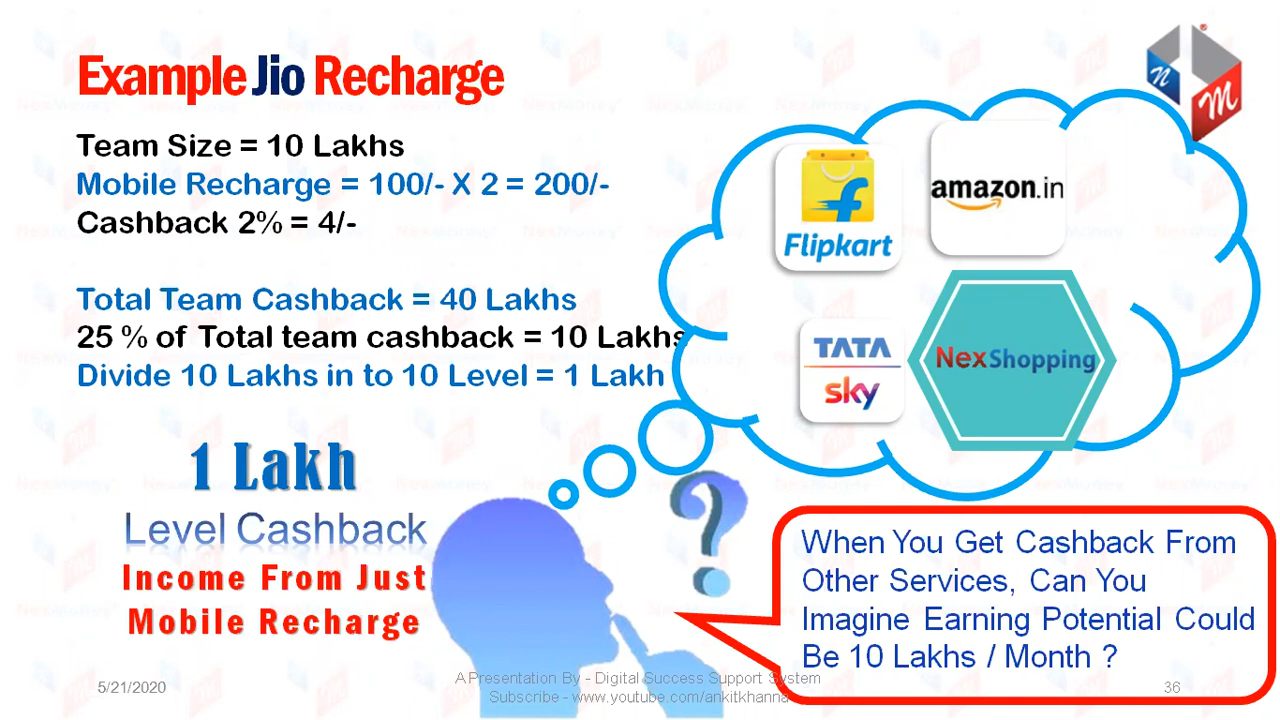 Example Jio Recharge
Team Size = 10 Lakhs
Mobile Recharge = 100/- X 2 = 200/-
Cashback 2% = 4/-
Total Team Cashback = 40 Lakhs
25 % of Total team cashback = 10 Lakhs
Divide 10 Lakhs in to 10 Level = 1 Lakh
1 Lakh
Level Cashback
Income From Just
Mobile Recharge
n
m
Flipkart
amazon.in
TATA
sky
NexShopping
?
When You Get Cashback From
Other Services, Can You
Imagine Earning Potential Could
Be 10 Lakhs / Month ?
5/21/2020
A Presentation By - Digital Success Support System
Subscribe - www.youtube.com/ankitkhanna
36